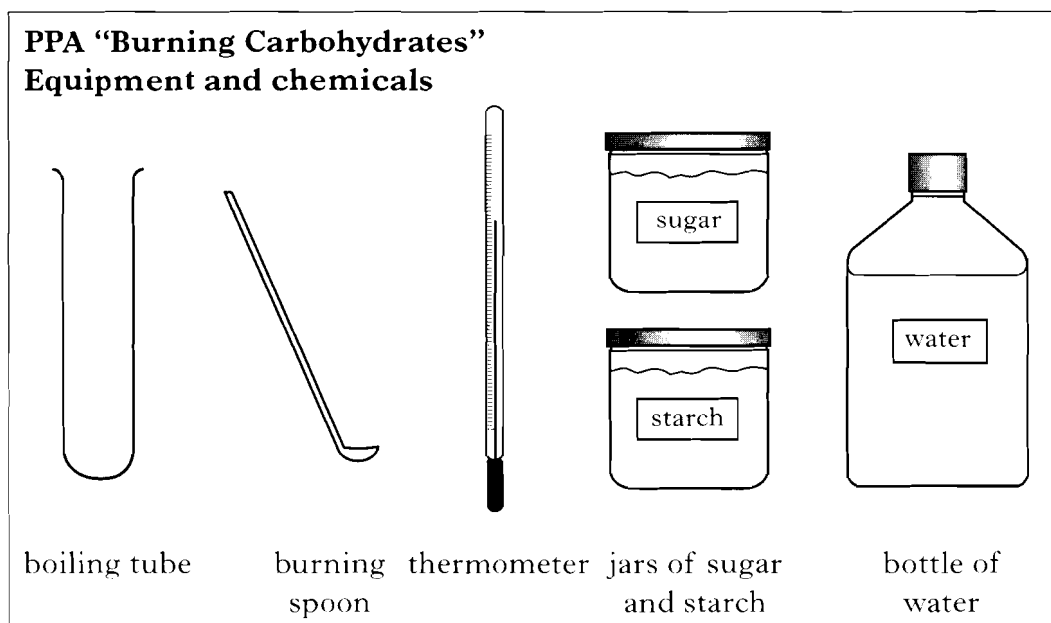 PPA “Burning Carbohydrates”
Equipment and chemicals
sugar
starch
water
boiling tube
burning
spoon
thermometer
jars of sugar
and starch
bottle of
water